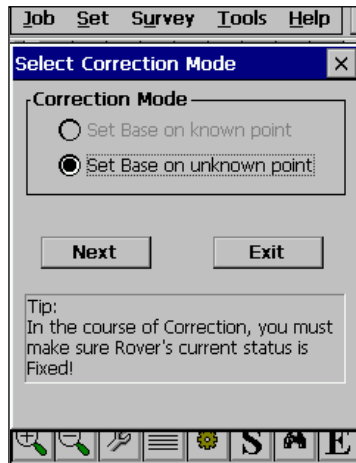 Job Set Survey Tools Help
Select Correction Mode
Correction Mode
Set Base on known point
Set Base on unknown point
Next Exit
Tip:
In the course of Correction, you must
make sure Rover's current status is
Fixed!
S E